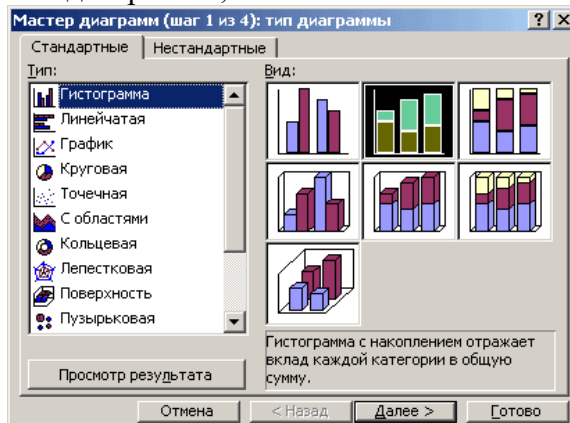 Мастер диаграмм (шаг 1 из 4): тип диаграммы
Стандартные Нестандартные
Тип:
Гистограмма
Линейчатая
График
Круговая
Точечная
С областями
Кольцевая
Лепестковая
Поверхность
Пузырьковая
Вид:
Гистограмма с накоплением отражает
вклад каждой категории в общую
сумму.
Просмотр результата
Отмена < Назад Далее > Готово